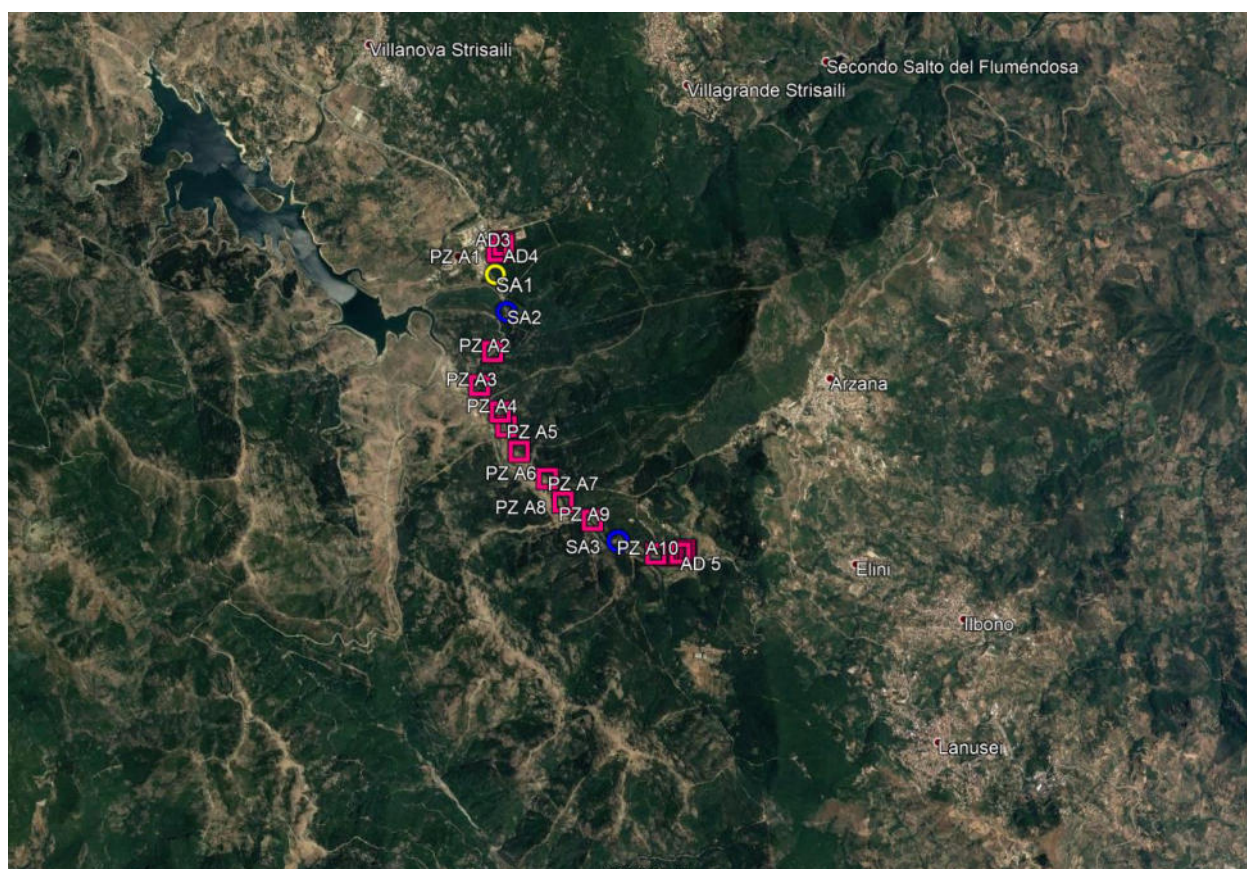 Villanova Strisaili
Secondo Salto del Flumendosa
Villagrande Strisaili
AD3
PZ A1
AD4
SA1
SA2
PZ A2
PZ A3
Arzana
PZ A4
PZ A5
PZ A6
PZ A7
PZ A8
PZ A9
SA3
PZ A10
AD 5
Elini
Ilbono
Lanusei